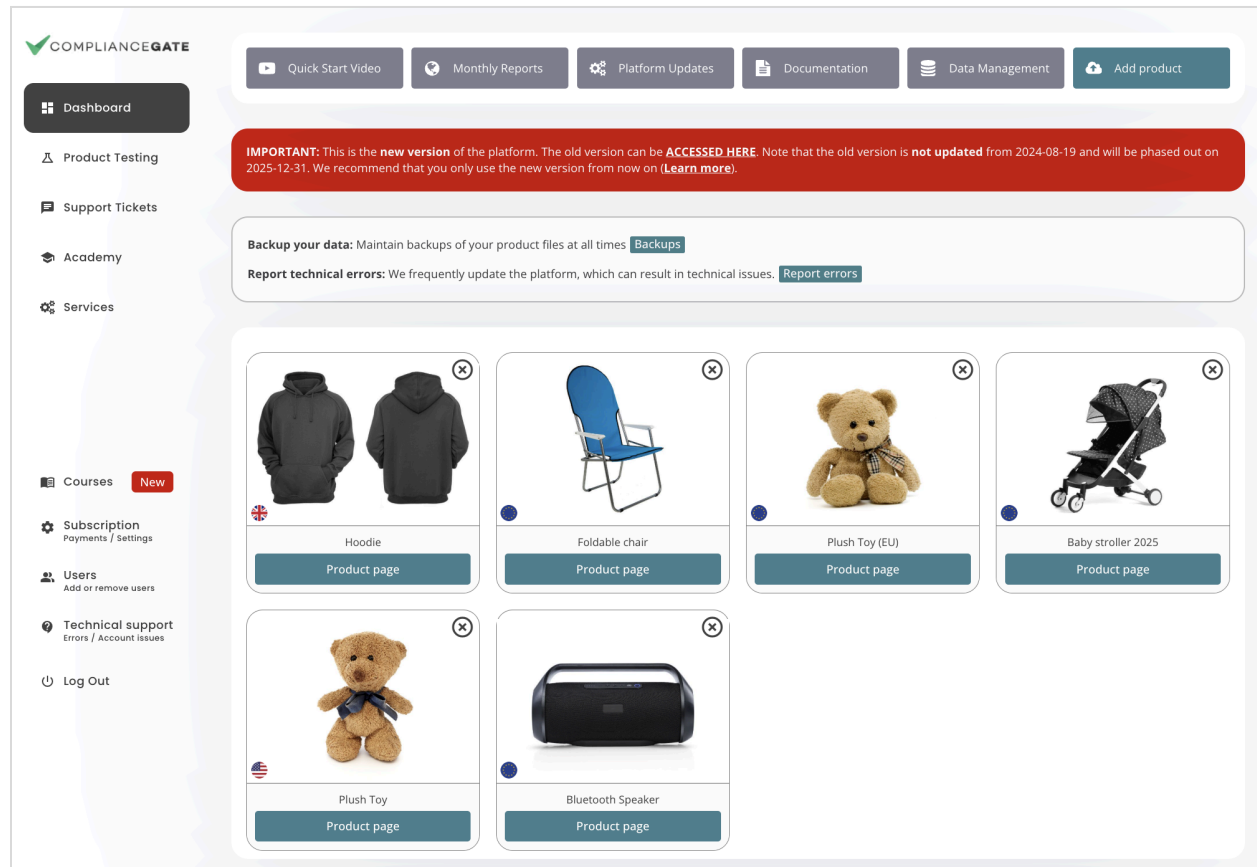 COMPLIANCEGATE
Quick Start Video
Monthly Reports
Platform Updates
Documentation
Data Management
Add product
Dashboard
Product Testing
Support Tickets
Academy
Services
Courses New
Subscription
Payments / Settings
Users
Add or remove users
Technical support
Errors / Account issues
Log Out
IMPORTANT: This is the new version of the platform. The old version can be ACCESSED HERE. Note that the old version is not updated from 2024-08-19 and will be phased out on
2025-12-31. We recommend that you only use the new version from now on (Learn more).
Backup your data: Maintain backups of your product files at all times Backups
Report technical errors: We frequently update the platform, which can result in technical issues. Report errors
Hoodie
Product page
Foldable chair
Product page
Plush Toy (EU)
Product page
Baby stroller 2025
Product page
Plush Toy
Product page
Bluetooth Speaker
Product page